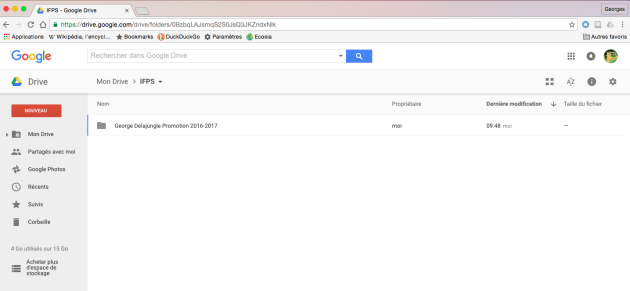 IFPS - Google Drive
Georges
https://drive.google.com/drive/folders/0BzbqLAJsmqS2S0JsQ3JKZndxNlk
Applications W Wikipédia, l'encycl... Bookmarks DuckDuckGo Paramètres Ecosia Autres favoris
Google Rechercher dans Google Drive
Drive Mon Drive > IFPS
NOUVEAU
Nom Propriétaire Dernière modification Taille du fichier
George Delajungle Promotion 2016-2017 moi 09:48 moi —
Mon Drive
Partagés avec moi
Google Photos
Récents
Suivis
Corbeille
4 Go utilisés sur 15 Go
Acheter plus
d'espace de
stockage